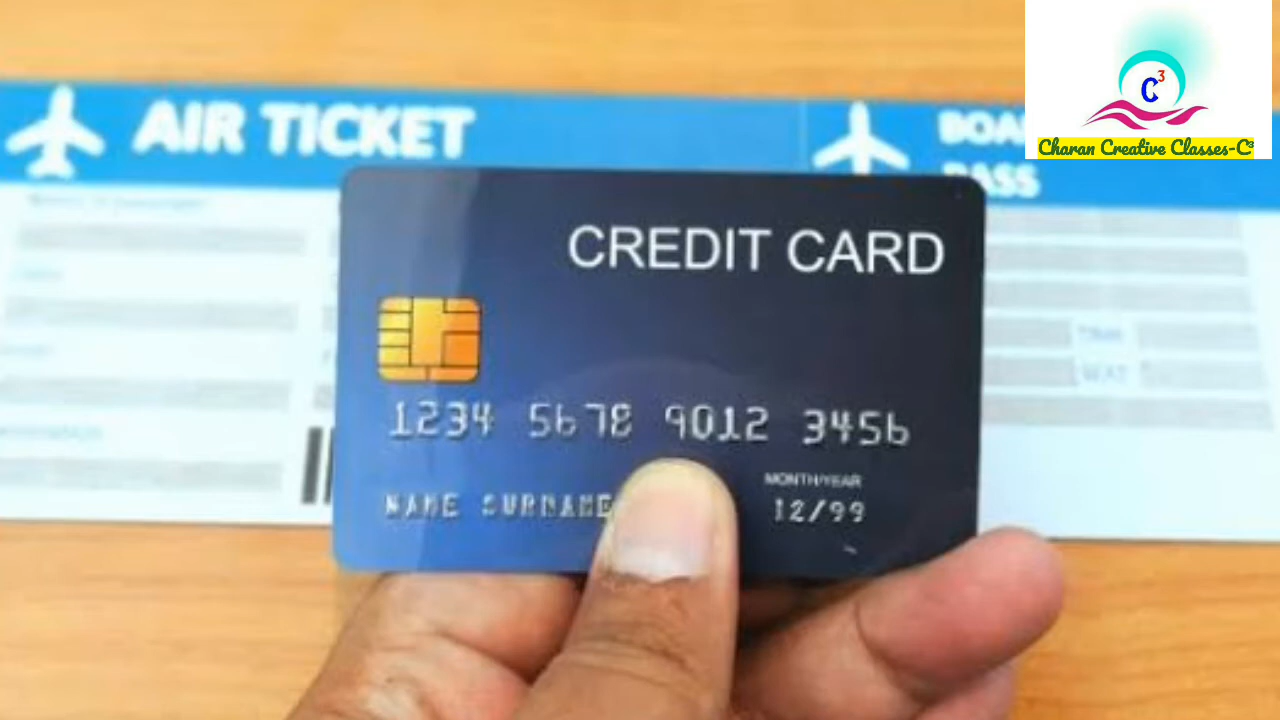 AIR TICKET
PASS
C³
Charan Creative Classes-C³
CREDIT CARD
1234 5678 9012 3456
MONTH/YEAR
NAME SURNAME
12/99